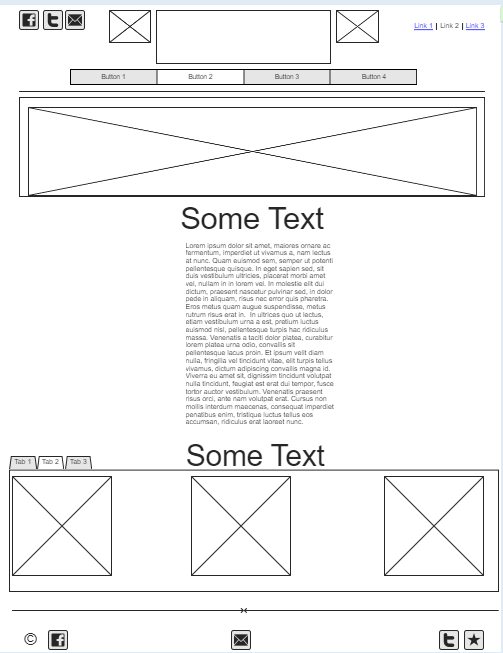 Link 1 | Link 2 | Link 3
Button 1 Button 2 Button 3 Button 4
Some Text
Lorem ipsum dolor sit amet, maiores ornare ac
fermentum, imperdiet ut vivamus a, nam lectus
at nunc. Quam euismod sem, semper ut potenti
pellentesque quisque. In eget sapien sed, sit
duis vestibulum ultricies, placerat morbi amet
vel, nullam in in lorem vel. In molestie elit dui
dictum, praesent nascetur pulvinar sed, in dolor
pede in aliquam, risus nec error quis pharetra.
Eros metus quam augue suspendisse, metus
rutrum risus erat in. In ultrices quo ut lectus,
etiam vestibulum urna a est, pretium luctus
euismod nisl, pellentesque turpis hac ridiculus
massa. Venenatis a taciti dolor platea, curabitur
lorem platea urna odio, convallis sit
pellentesque lacus proin. Et ipsum velit diam
nulla, fringilla vel tincidunt vitae, elit turpis tellus
vivamus, dictum adipiscing convallis magna id.
Viverra eu amet sit, dignissim tincidunt volutpat
nulla tincidunt, feugiat est erat dui tempor, fusce
tortor auctor vestibulum. Venenatis praesent
risus orci, ante nam volutpat erat. Cursus non
mollis interdum maecenas, consequat imperdiet
penatibus enim, tristique luctus tellus eos
accumsan, ridiculus erat laoreet nunc.
Some Text
Tab 1 Tab 2 Tab 3
©